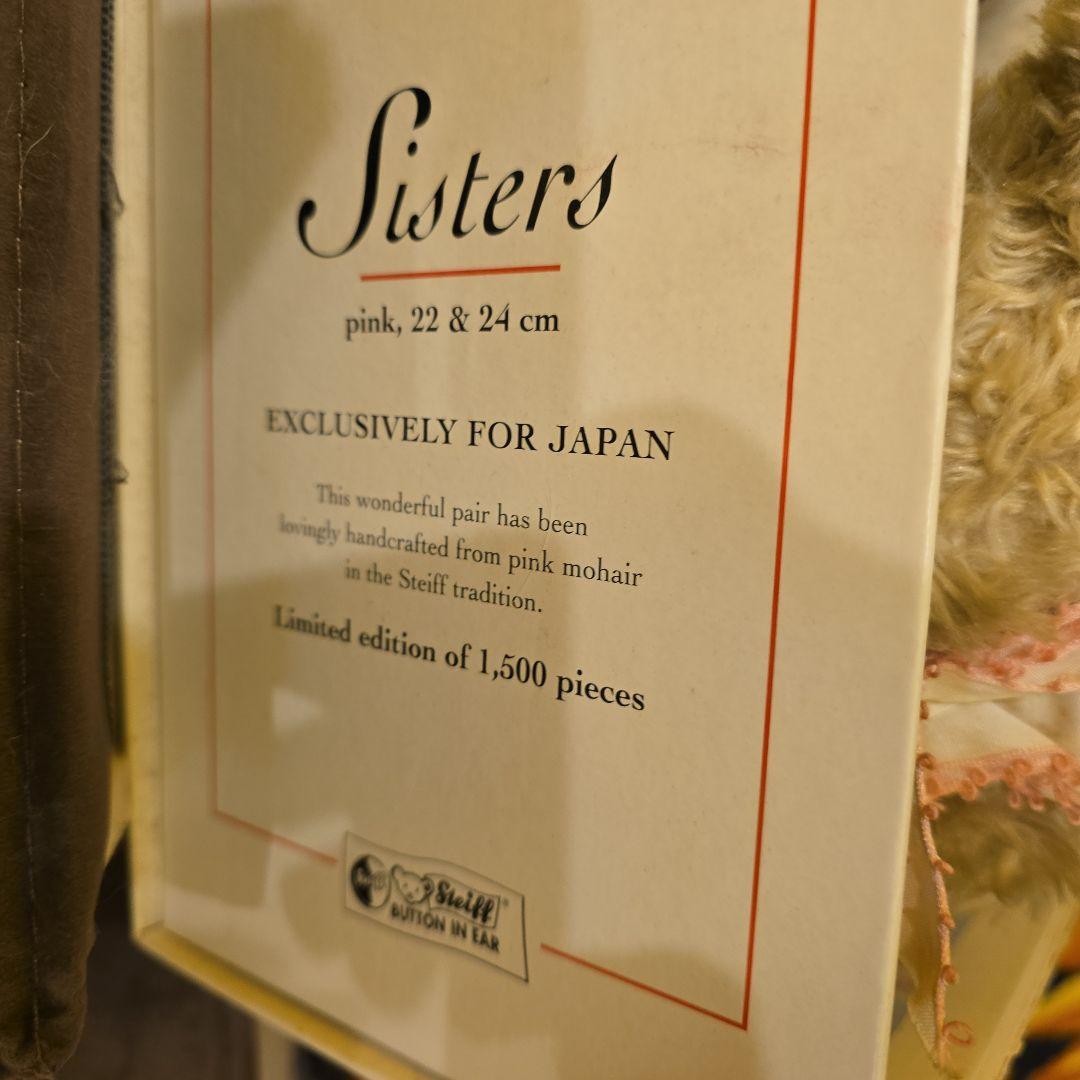 Sisters
pink, 22 & 24 cm
EXCLUSIVELY FOR JAPAN
This wonderful pair has been
lovingly handcrafted from pink mohair
in the Steiff tradition.
Limited edition of 1,500 pieces
Steiff®
BUTTON IN EAR